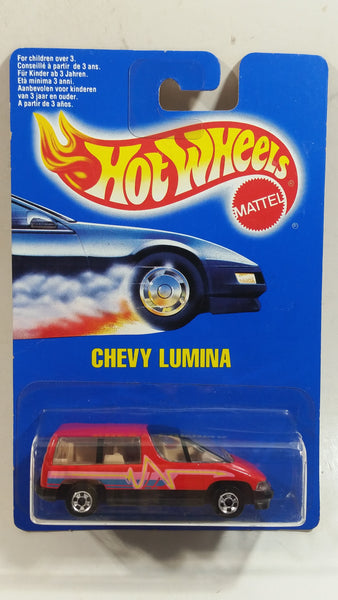 For children over 3.
Conseillé à partir de 3 ans.
Für Kinder ab 3 Jahren.
Età minima 3 anni.
Aanbevolen voor kinderen
van 3 jaar en ouder.
A partir de 3 años.
HOT WHEELS
©
MATTEL
®
CHEVY LUMINA